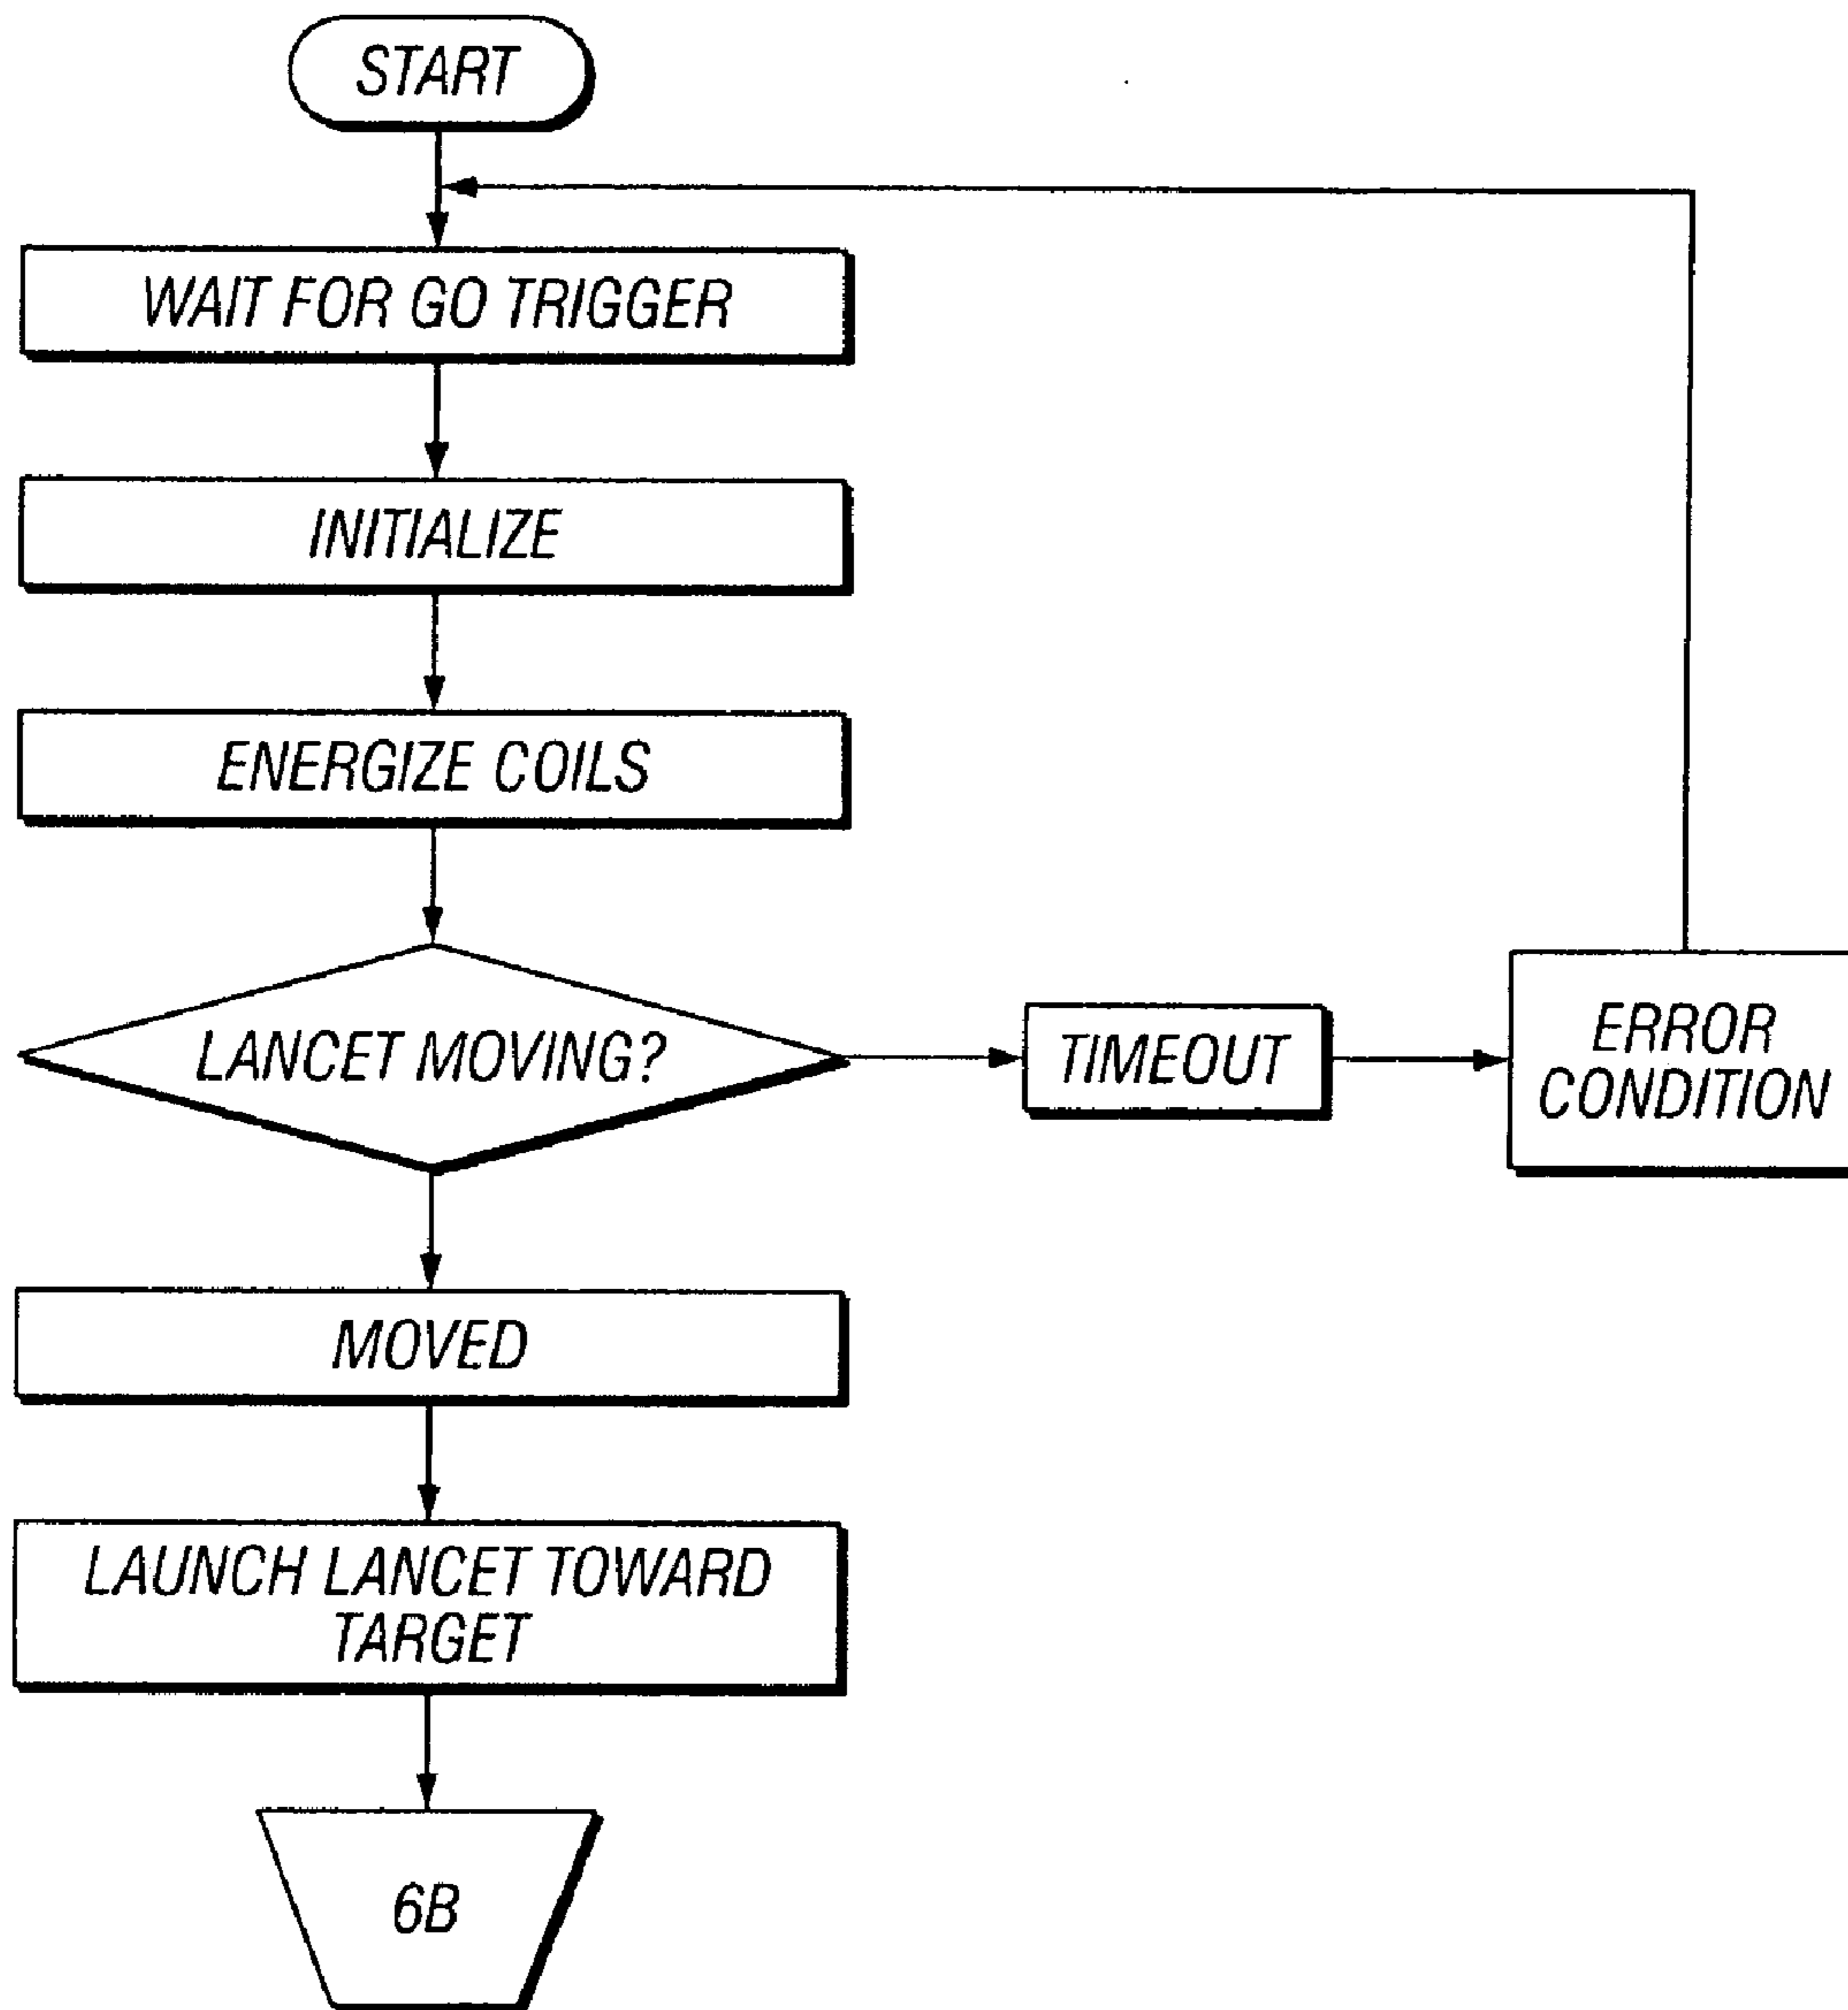 START
WAIT FOR GO TRIGGER
INITIALIZE
ENERGIZE COILS
LANCET MOVING?
TIMEOUT
ERROR
CONDITION
MOVED
LAUNCH LANCET TOWARD
TARGET
6B